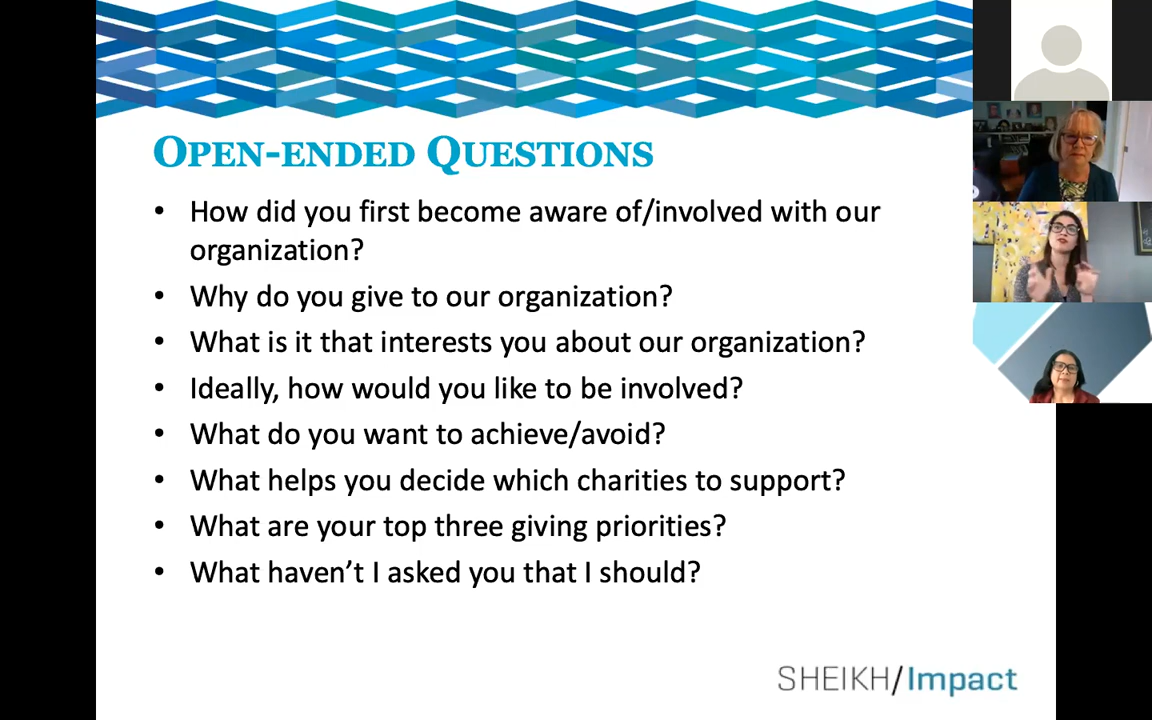 OPEN-ENDED QUESTIONS
• How did you first become aware of/involved with our
organization?
• Why do you give to our organization?
• What is it that interests you about our organization?
• Ideally, how would you like to be involved?
• What do you want to achieve/avoid?
• What helps you decide which charities to support?
• What are your top three giving priorities?
• What haven’t I asked you that I should?
SHEIKH/Impact